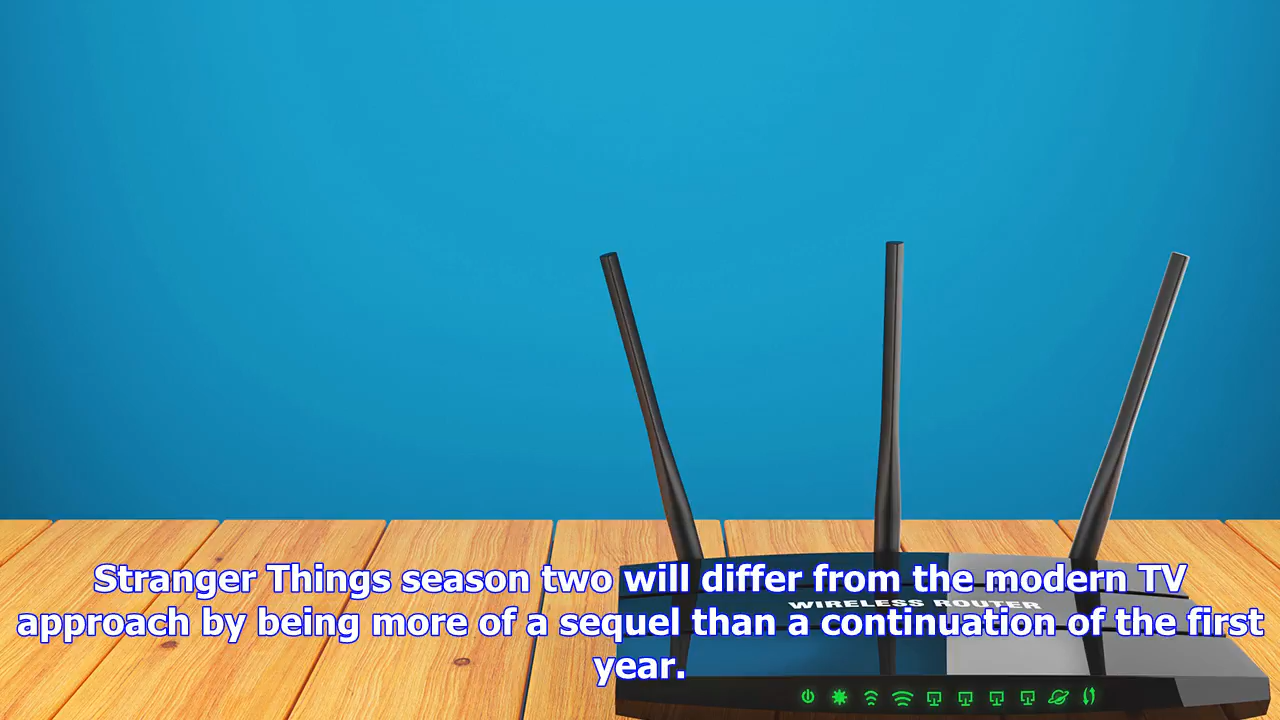 Stranger Things season two will differ from the modern TV
WIRELESS ROUTER
approach by being more of a sequel than a continuation of the first
year.